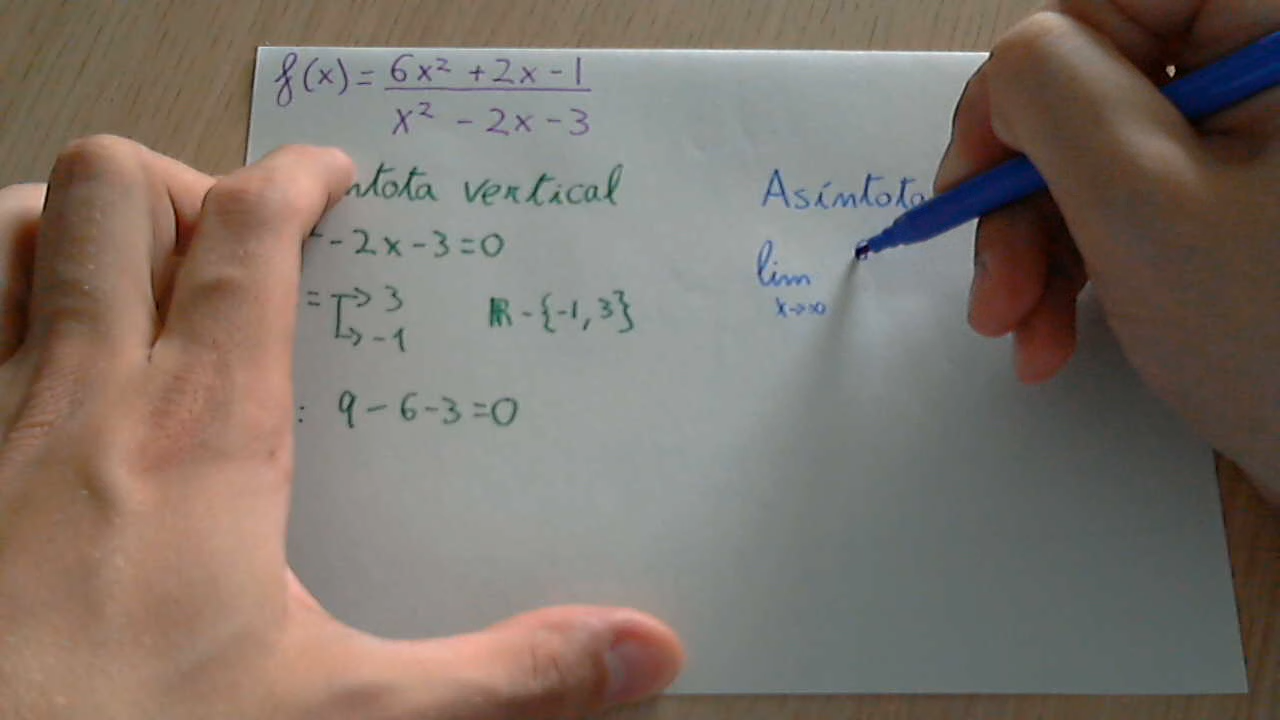 f(x) = 6x² + 2x - 1
x² - 2x - 3
vertical
- 2x - 3 = 0
= → 3
→ -1
R - {-1, 3}
: 9 - 6 - 3 = 0
Asíntota
lim
x→∞